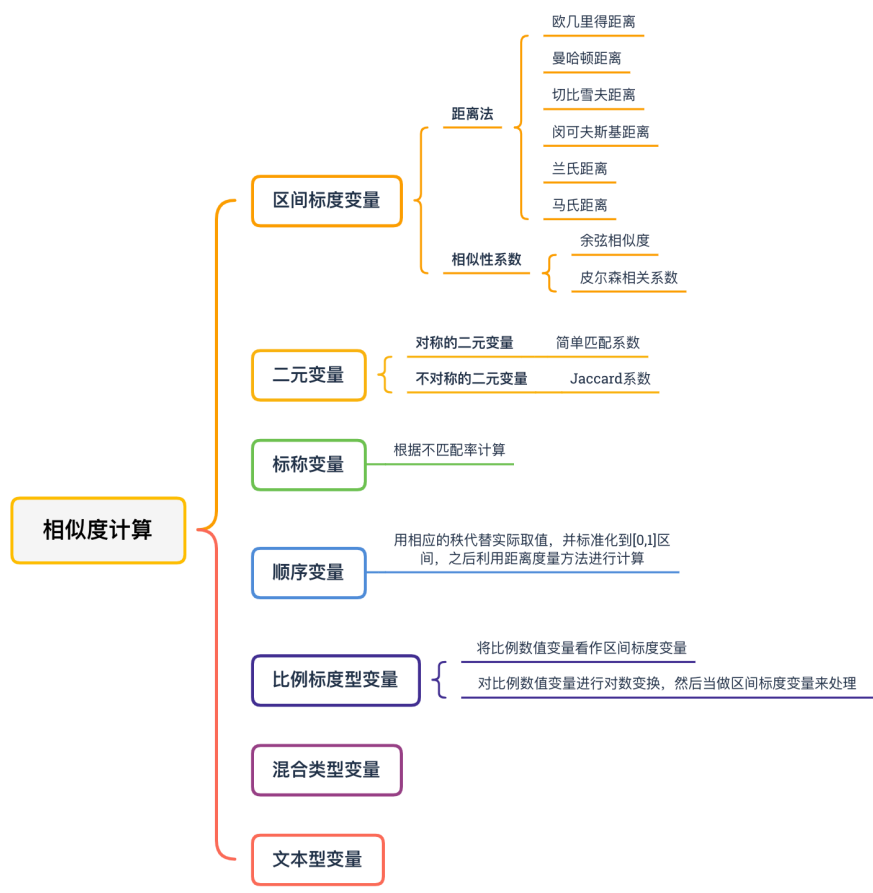 相似度计算
区间标度变量
距离法
欧几里得距离
曼哈顿距离
切比雪夫距离
闵可夫斯基距离
兰氏距离
马氏距离
相似性系数
余弦相似度
皮尔森相关系数
二元变量
对称的二元变量
简单匹配系数
不对称的二元变量
Jaccard系数
标称变量
根据不匹配率计算
顺序变量
用相应的秩代替实际取值，并标准化到[0,1]区
间，之后利用距离度量方法进行计算
比例标度型变量
将比例数值变量看作区间标度变量
对比例数值变量进行对数变换，然后当做区间标度变量来处理
混合类型变量
文本型变量